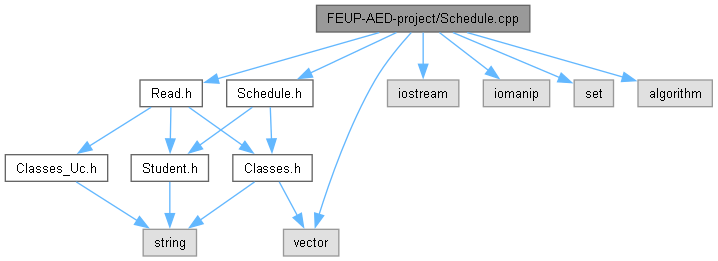 FEUP-AED-project/Schedule.cpp
Read.h
Schedule.h
iostream
iomanip
set
algorithm
Classes_Uc.h
Student.h
Classes.h
string
vector